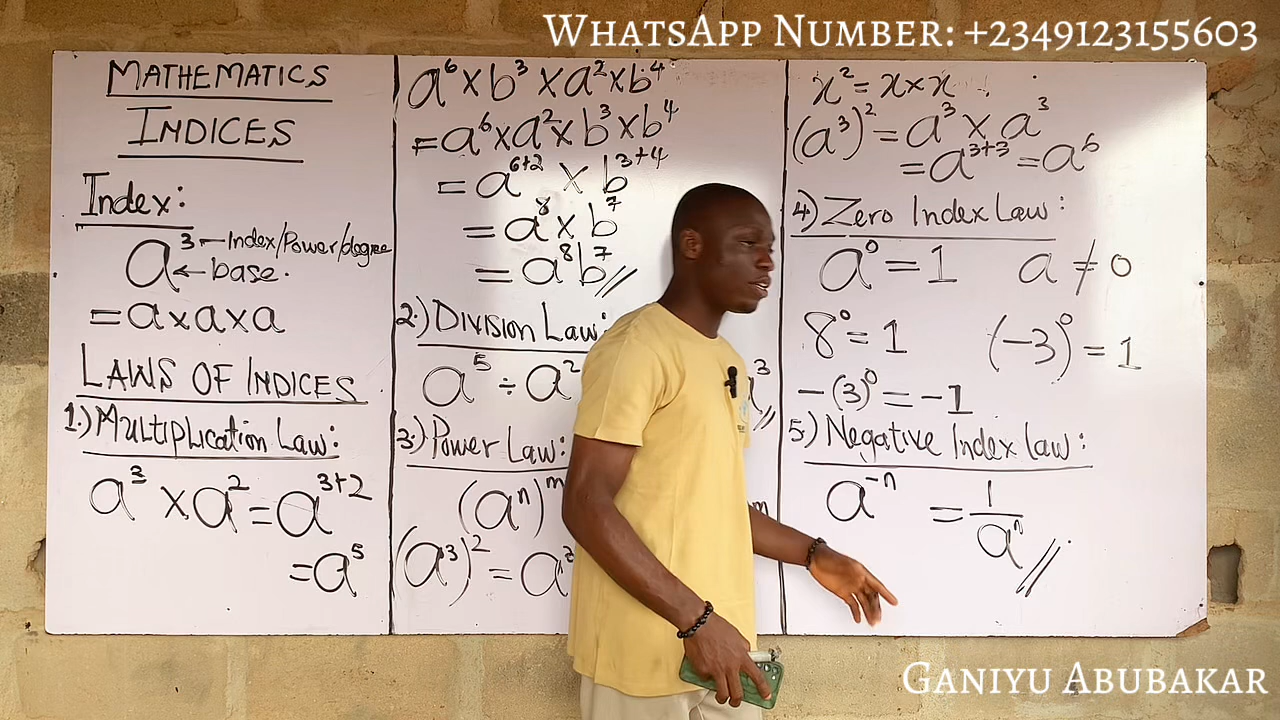 WHATSAPP NUMBER: +2349123155603
MATHEMATICS
INDICES
Index:
a³ ← Index/Power/degree
← base.
= a × a × a
LAWS OF INDICES
1.) MULTIPLICATION LAW:
a³ × a² = a³⁺²
= a⁵
a⁶ × b³ × a² × b⁴
= a⁶ × a² × b³ × b⁴
= a⁶⁺² × b³⁺⁴
= a⁸ × b⁷
= a⁸b⁷//
2.) DIVISION LAW:
a⁵ ÷ a²
3.) POWER LAW:
(aⁿ)ᵐ
(a³)² = a
x² = x × x
(a³)² = a³ × a³
= a³⁺³ = a⁶
4.) Zero Index Law:
a⁰ = 1 a ≠ 0
8⁰ = 1 (-3)⁰ = 1
-(3)⁰ = -1
5.) Negative Index Law:
a⁻ⁿ = 1/aⁿ //
GANIYU ABUBAKAR